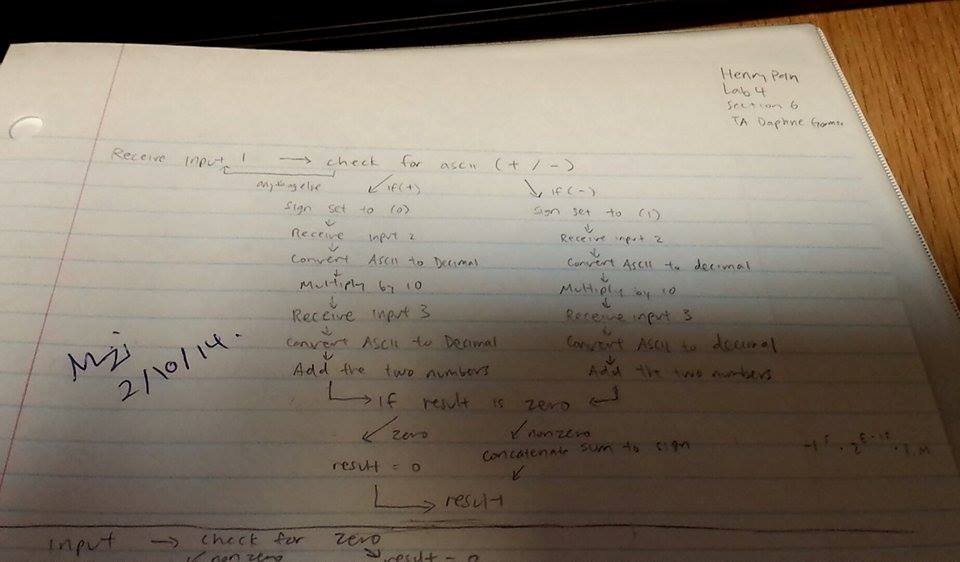 Henry Pan
Lab 4
Section 6
TA Daphne
Receive Input 1 → check for ascii (+ / -)
anything else
if(+)
if(-)
Sign set to (0)
Sign set to (1)
Receive input 2
Receive input 2
Convert ASCII to Decimal
Convert ASCII to decimal
Multiply by 10
Multiply by 10
Receive input 3
Receive input 3
Convert ASCII to Decimal
Convert ASCII to decimal
Add the two numbers
Add the two numbers
2/10/14.
If result is zero
zero
nonzero
result = 0
concatenate sum to sign
→ result
Input → check for zero
nonzero
result = 0